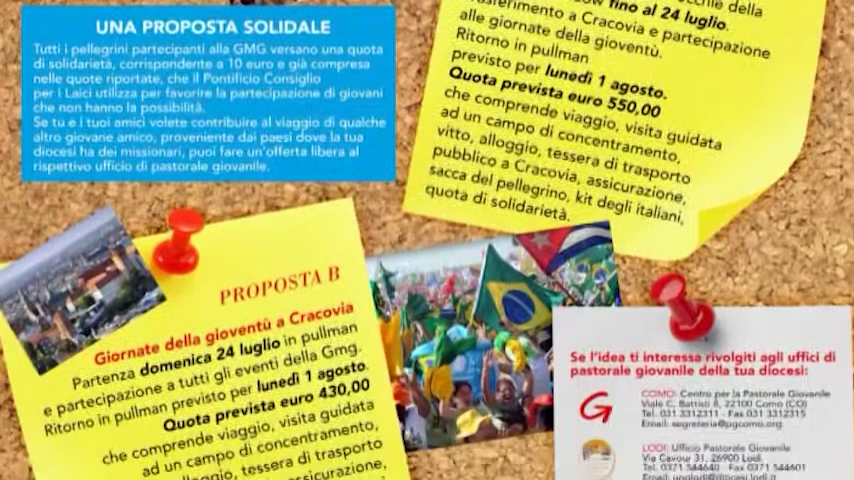 UNA PROPOSTA SOLIDALE
Tutti i pellegrini partecipanti alla GMG versano una quota
di solidarietà, corrispondente a 10 euro e già compresa
nelle quote riportate, che il Pontificio Consiglio
per i Laici utilizza per favorire la partecipazione di giovani
che non hanno la possibilità.
Se tu e i tuoi amici volete contribuire al viaggio di qualche
altro giovane amico, proveniente dai paesi dove la tua
diocesi ha dei missionari, puoi fare un'offerta libera al
rispettivo ufficio di pastorale giovanile.
della
fino al 24 luglio.
Trasferimento a Cracovia e partecipazione
alle giornate della gioventù.
Ritorno in pullman
previsto per lunedì 1 agosto.
Quota prevista euro 550,00
che comprende viaggio, visita guidata
ad un campo di concentramento,
vitto, alloggio, tessera di trasporto
pubblico a Cracovia, assicurazione,
sacca del pellegrino, kit degli italiani,
quota di solidarietà.
PROPOSTA B
Giornate della gioventù a Cracovia
Partenza domenica 24 luglio in pullman
e partecipazione a tutti gli eventi della Gmg.
Ritorno in pullman previsto per lunedì 1 agosto.
Quota prevista euro 430,00
che comprende viaggio, visita guidata
ad un campo di concentramento,
alloggio, tessera di trasporto
assicurazione,
Se l'idea ti interessa rivolgiti agli uffici di
pastorale giovanile della tua diocesi:
COMO: Centro per la Pastorale Giovanile
Viale C. Battisti 8, 22100 Como (CO)
Tel. 031 3312311 - Fax 031 3312315
Email: segreteria@pgcomo.org
LODI: Ufficio Pastorale Giovanile
Via Cavour 31, 26900 Lodi
Tel. 0371 544640 Fax 0371 544601